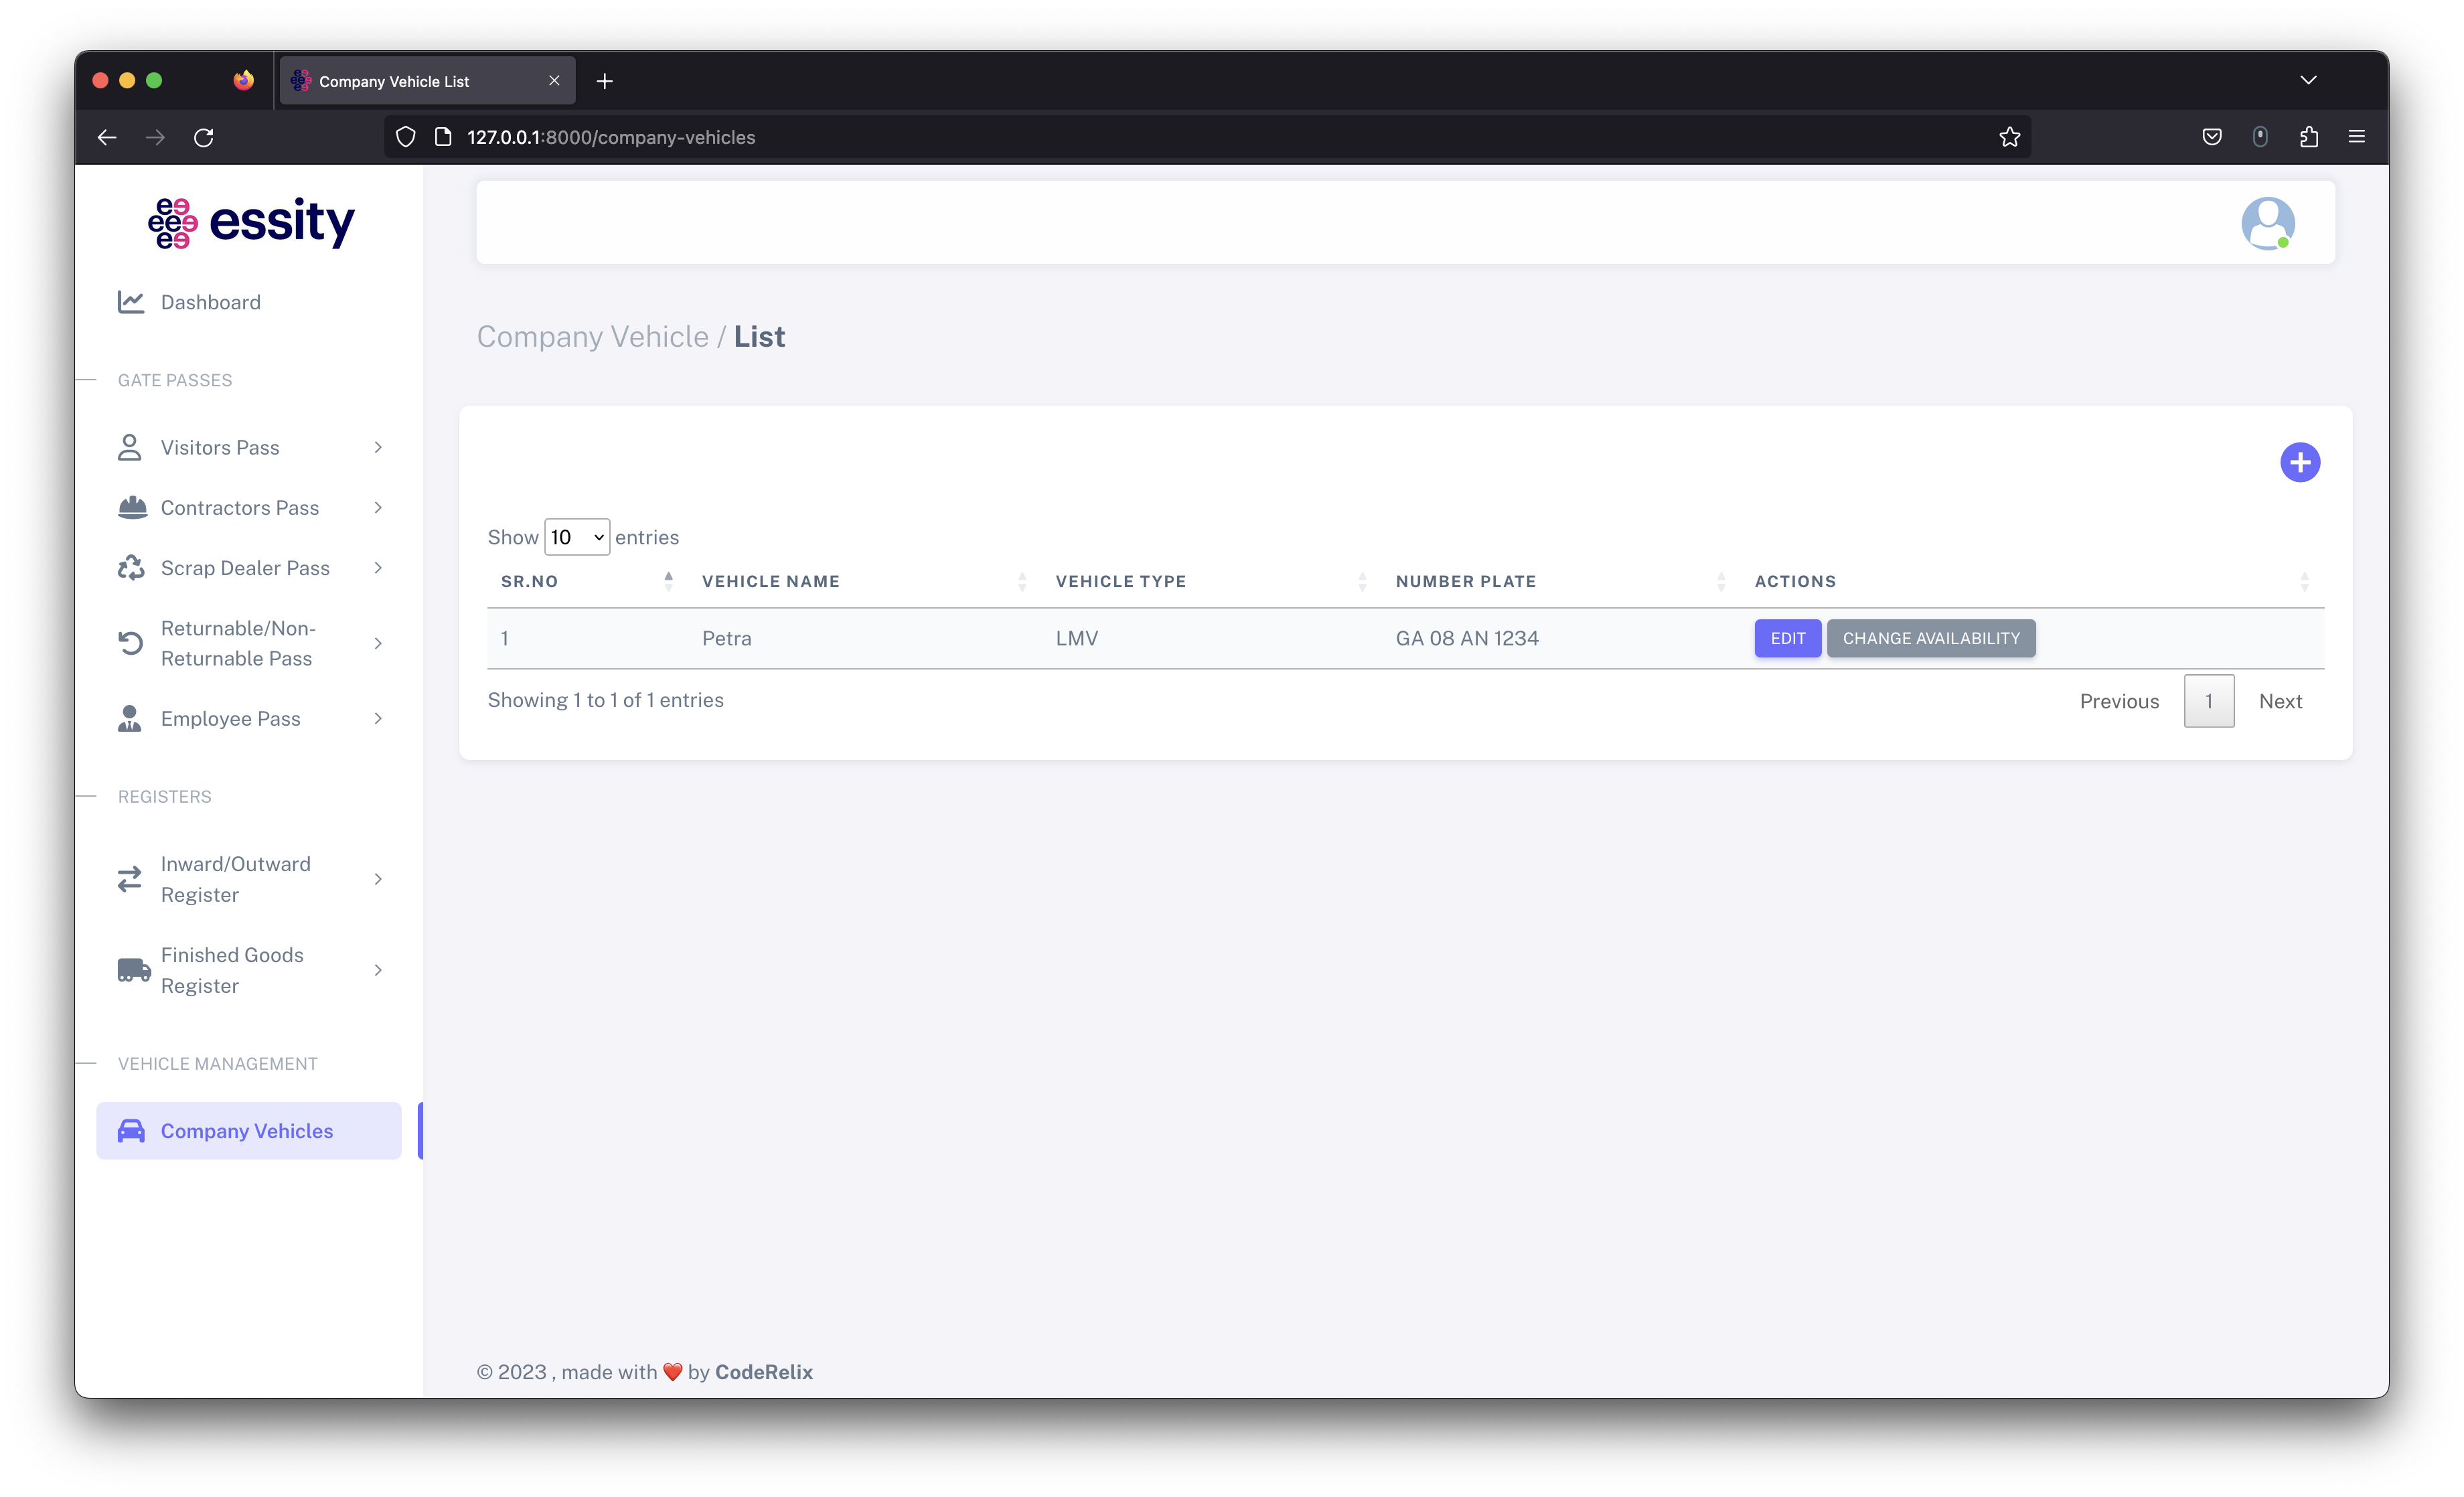 Company Vehicle List
127.0.0.1:8000/company-vehicles
essity
Dashboard
GATE PASSES
Visitors Pass
Contractors Pass
Scrap Dealer Pass
Returnable/Non-
Returnable Pass
Employee Pass
REGISTERS
Inward/Outward
Register
Finished Goods
Register
VEHICLE MANAGEMENT
Company Vehicles
Company Vehicle / List
Show 10 entries
SR.NO VEHICLE NAME VEHICLE TYPE NUMBER PLATE ACTIONS
1 Petra LMV GA 08 AN 1234 EDIT CHANGE AVAILABILITY
Showing 1 to 1 of 1 entries
Previous 1 Next
© 2023 , made with ❤️ by CodeRelix